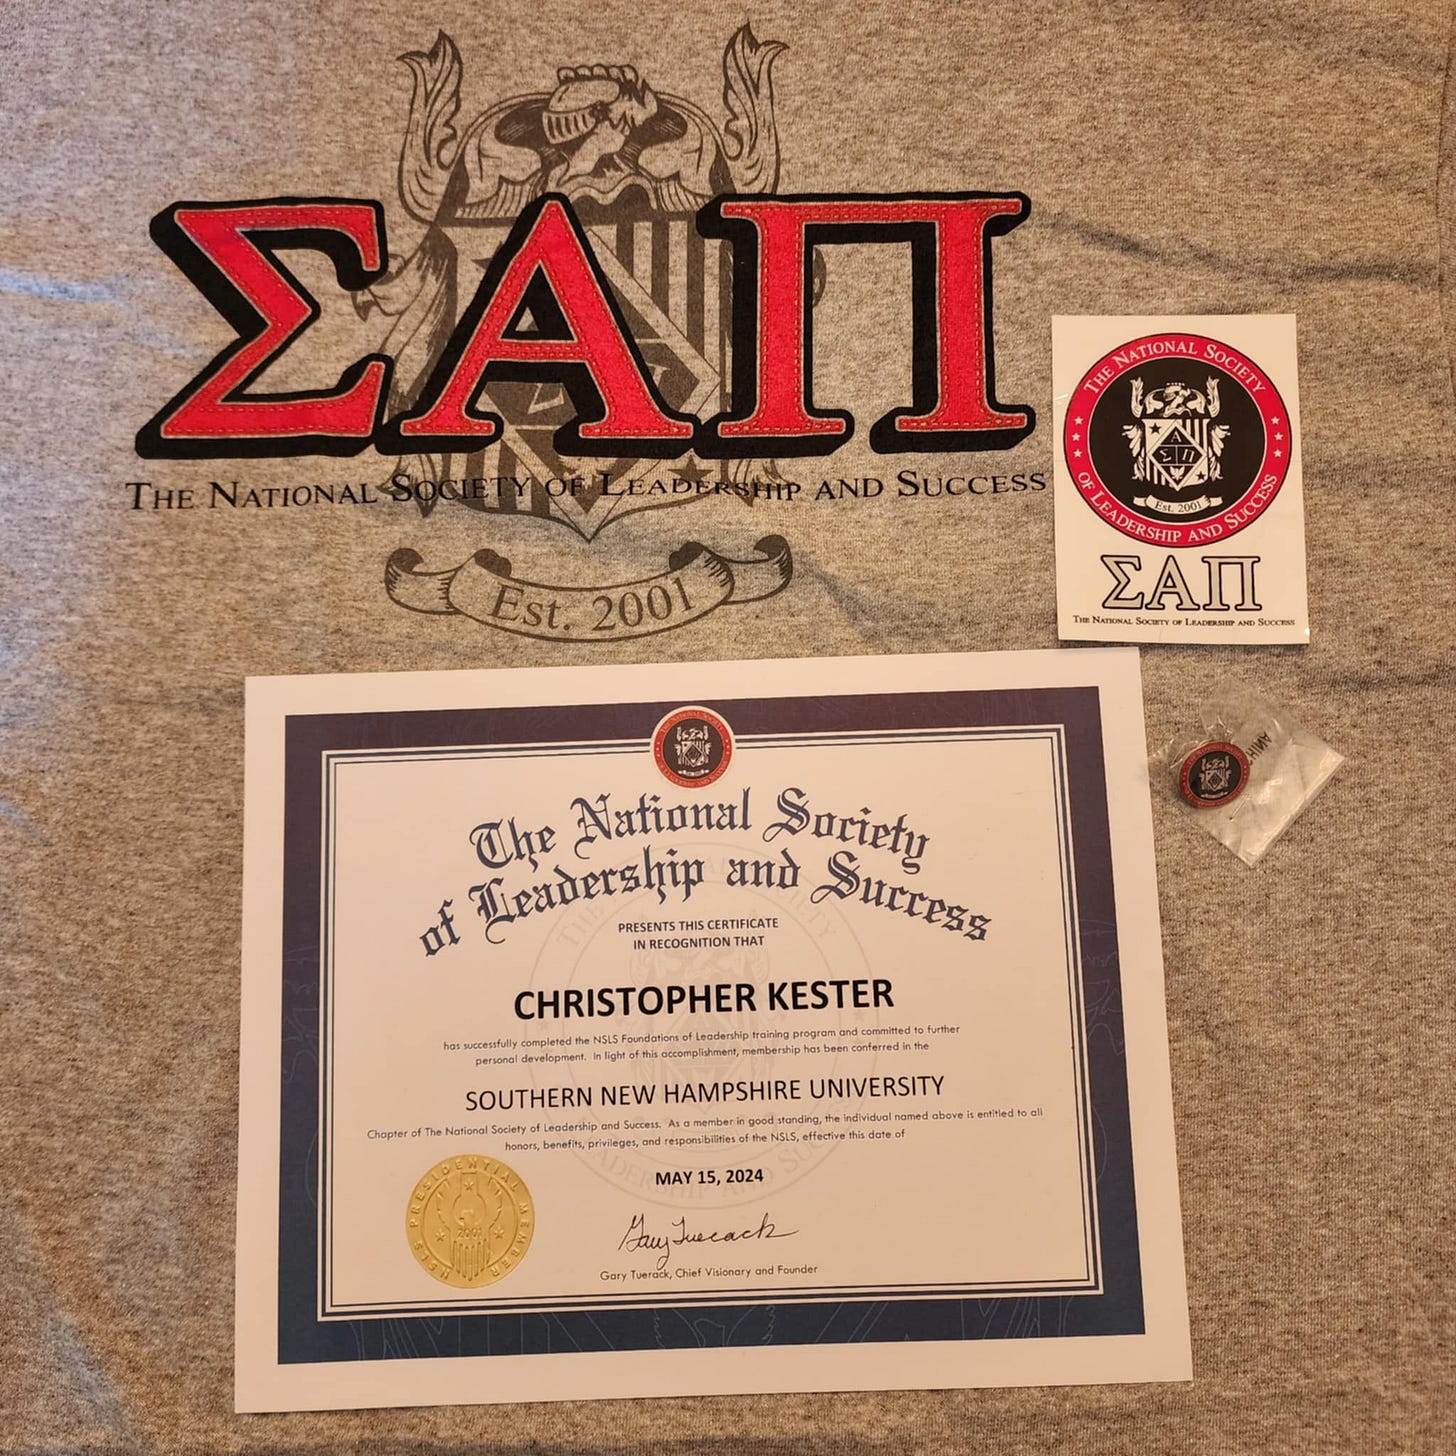 ΣΑΠ
THE NATIONAL SOCIETY OF LEADERSHIP AND SUCCESS
Est. 2001
THE NATIONAL SOCIETY
OF LEADERSHIP AND SUCCESS
Α
Σ Π
Est. 2001
ΣΑΠ
THE NATIONAL SOCIETY OF LEADERSHIP AND SUCCESS
The National Society
of Leadership and Success
PRESENTS THIS CERTIFICATE
IN RECOGNITION THAT
CHRISTOPHER KESTER
has successfully completed the NSLS Foundations of Leadership training program and committed to further
personal development. In light of this accomplishment, membership has been conferred in the
SOUTHERN NEW HAMPSHIRE UNIVERSITY
Chapter of The National Society of Leadership and Success. As a member in good standing, the individual named above is entitled to all
honors, benefits, privileges, and responsibilities of the NSLS, effective this date of
MAY 15, 2024
NSLS PRESIDENTIAL MEMBER
2001
Gary Tuerack
Gary Tuerack, Chief Visionary and Founder